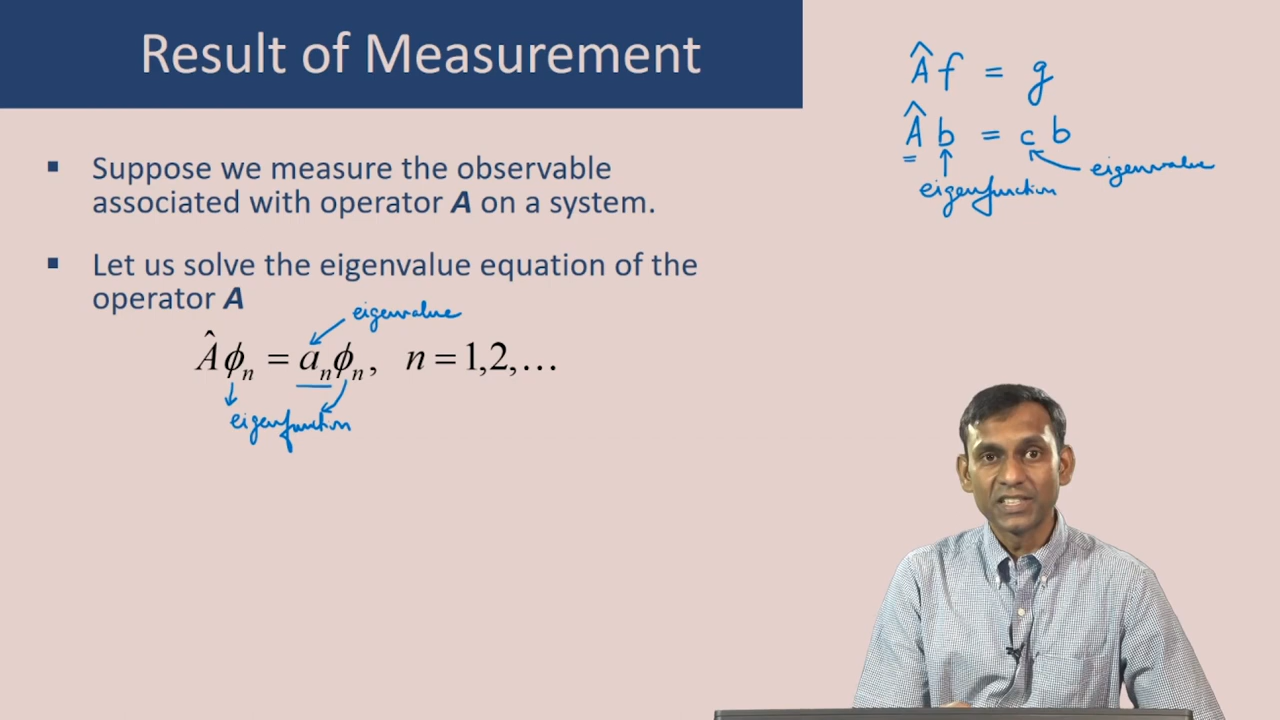 Result of Measurement
▪ Suppose we measure the observable
associated with operator A on a system.
▪ Let us solve the eigenvalue equation of the
operator A
eigenvalue
Âϕₙ = aₙϕₙ, n = 1,2,…
eigenfunction
Âf = g
Âb = c b
eigenvalue
eigenfunction